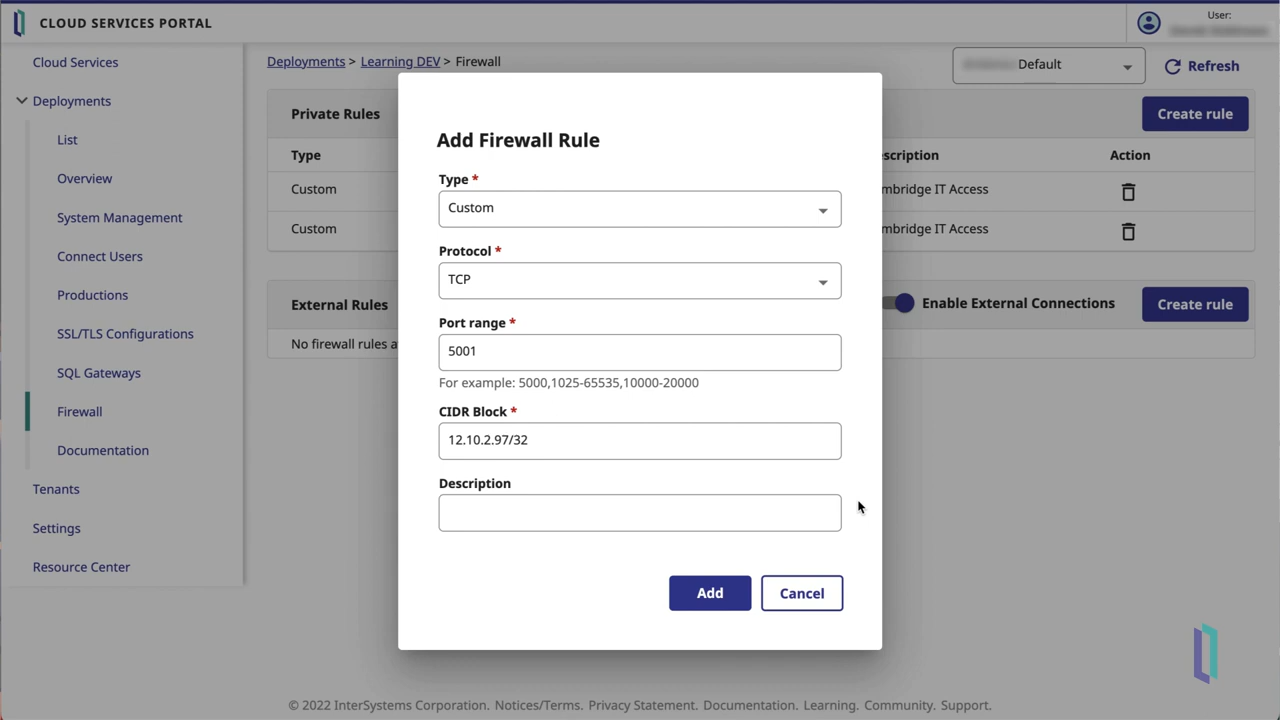 CLOUD SERVICES PORTAL
User:
Cloud Services
Deployments
List
Overview
System Management
Connect Users
Productions
SSL/TLS Configurations
SQL Gateways
Firewall
Documentation
Tenants
Settings
Resource Center
Deployments > Learning DEV > Firewall
Default
Refresh
Private Rules
Create rule
Type
Action
Custom
IT Access
Custom
IT Access
External Rules
Enable External Connections
Create rule
No firewall rules
Add Firewall Rule
Type *
Custom
Protocol *
TCP
Port range *
5001
For example: 5000,1025-65535,10000-20000
CIDR Block *
12.10.2.97/32
Description
Add
Cancel
© 2022 InterSystems Corporation. Notices/Terms. Privacy Statement. Documentation. Learning. Community. Support.